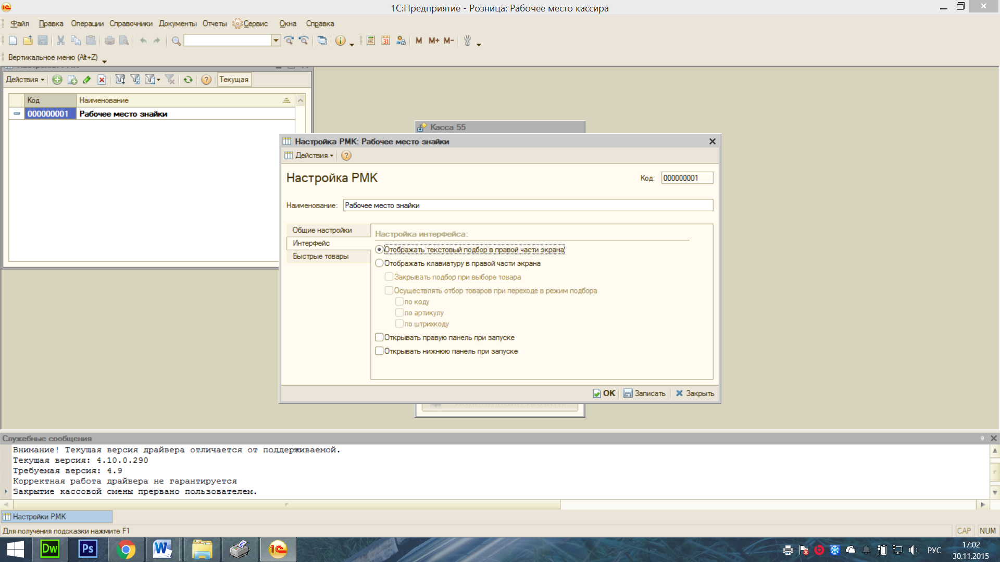 1С:Предприятие - Розница: Рабочее место кассира
Файл Правка Операции Справочники Документы Отчеты Сервис Окна Справка
M M+ M-
Вертикальное меню (Alt+Z)
Действия Текущая
Код Наименование
000000001 Рабочее место знайки
Касса 55
Настройка РМК: Рабочее место знайки
Действия
Настройка РМК
Код: 000000001
Наименование: Рабочее место знайки
Общие настройки
Интерфейс
Быстрые товары
Настройка интерфейса:
Отображать текстовый подбор в правой части экрана
Отображать клавиатуру в правой части экрана
Закрывать подбор при выборе товара
Осуществлять отбор товаров при переходе в режим подбора
по коду
по артикулу
по штрихкоду
Открывать правую панель при запуске
Открывать нижнюю панель при запуске
OK Записать Закрыть
Служебные сообщения
Внимание! Текущая версия драйвера отличается от поддерживаемой.
Текущая версия: 4.10.0.290
Требуемая версия: 4.9
Корректная работа драйвера не гарантируется
Закрытие кассовой смены прервано пользователем.
Настройки РМК
Для получения подсказки нажмите F1
CAP NUM
Dw Ps W 1С
РУС
17:02
30.11.2015